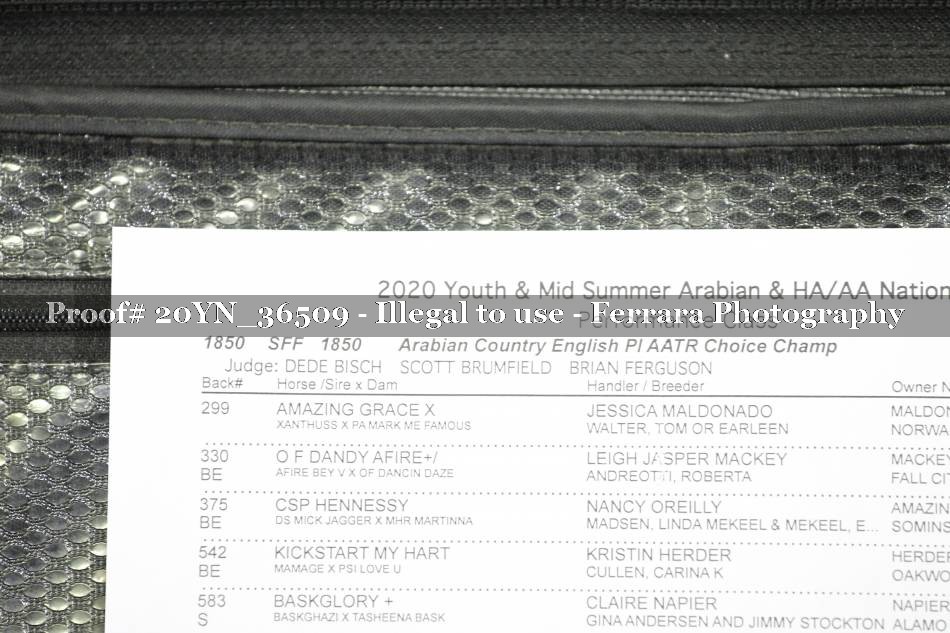 2020 Youth & Mid Summer Arabian & HA/AA Nation
Proof# 20YN_36509 - Illegal to use - Ferrara Photography
Performance Class
1850 SFF 1850 Arabian Country English Pl AATR Choice Champ
Judge: DEDE BISCH SCOTT BRUMFIELD BRIAN FERGUSON
Back# Horse /Sire x Dam Handler / Breeder Owner N
299 AMAZING GRACE X JESSICA MALDONADO MALDON
XANTHUSS X PA MARK ME FAMOUS WALTER, TOM OR EARLEEN NORWA
330 O F DANDY AFIRE+/ LEIGH JASPER MACKEY MACKEY
BE AFIRE BEY V X OF DANCIN DAZE ANDREOTTI, ROBERTA FALL CIT
375 CSP HENNESSY NANCY OREILLY AMAZIN
BE DS MICK JAGGER X MHR MARTINNA MADSEN, LINDA MEKEEL & MEKEEL, E... SOMINS
542 KICKSTART MY HART KRISTIN HERDER HERDER
BE MAMAGE X PSI LOVE U CULLEN, CARINA K OAKWO
583 BASKGLORY + CLAIRE NAPIER NAPIER
S BASKGHAZI X TASHEENA BASK GINA ANDERSEN AND JIMMY STOCKTON ALAMO